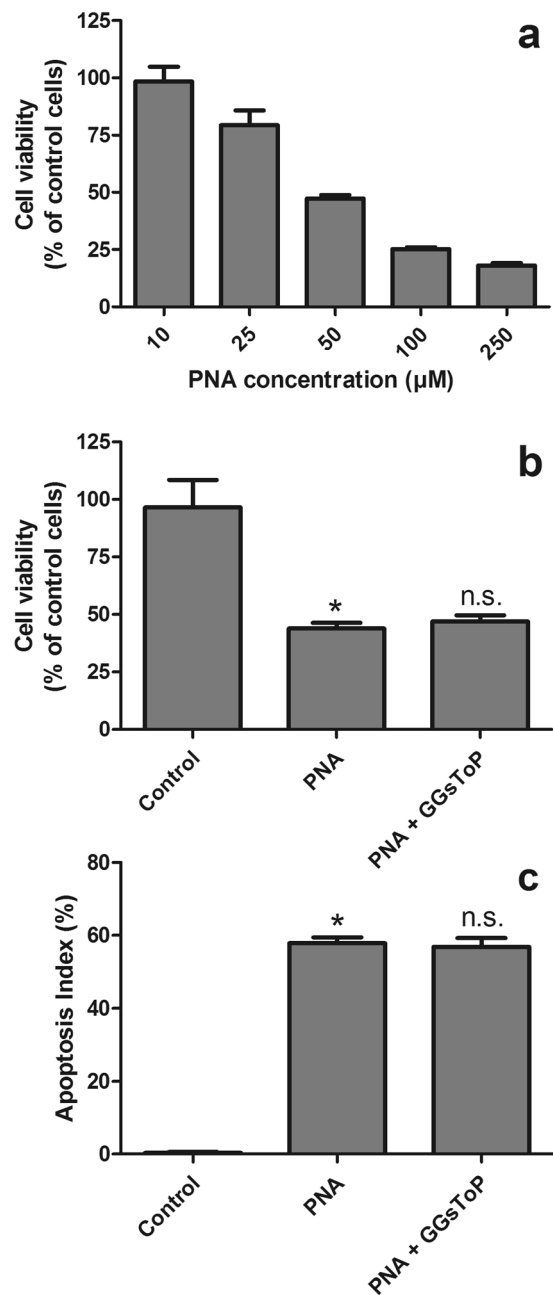 a
Cell viability
(% of control cells)
125
100
75
50
25
0
10 25 50 100 250
PNA concentration (µM)
b
Cell viability
(% of control cells)
125
100
75
50
25
0
* n.s.
Control PNA PNA + GGsToP
c
Apoptosis Index (%)
80
60
40
20
0
* n.s.
Control PNA PNA + GGsToP